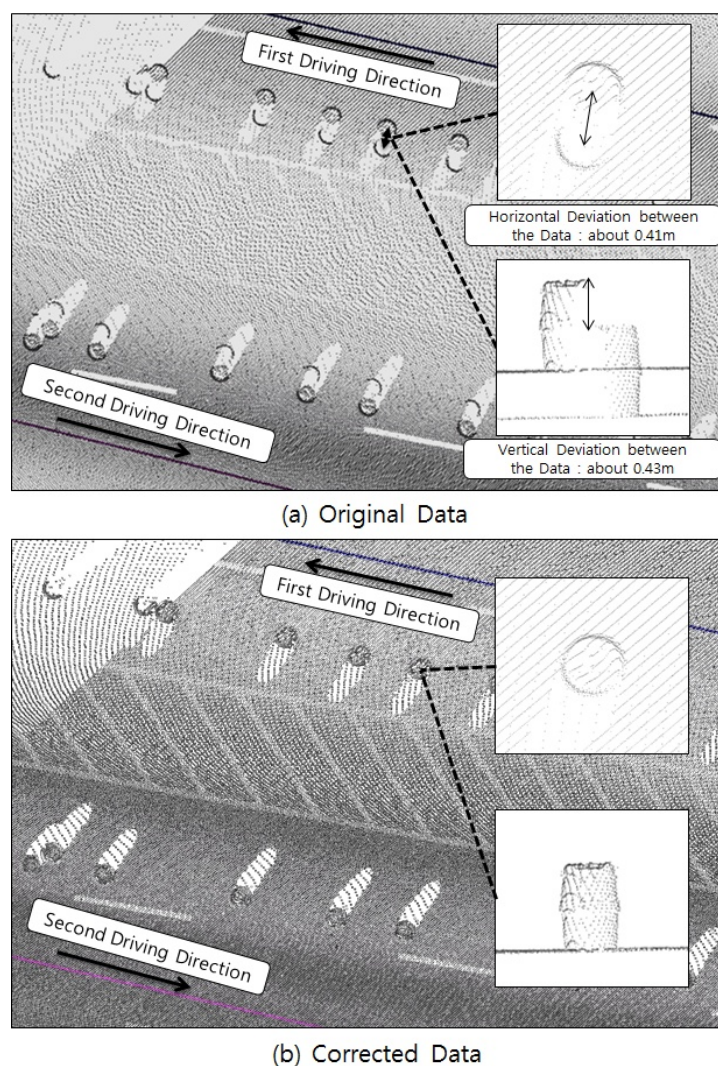 First Driving Direction
Horizontal Deviation between
the Data : about 0.41m
Second Driving Direction
Vertical Deviation between
the Data : about 0.43m
(a) Original Data
First Driving Direction
Second Driving Direction
(b) Corrected Data